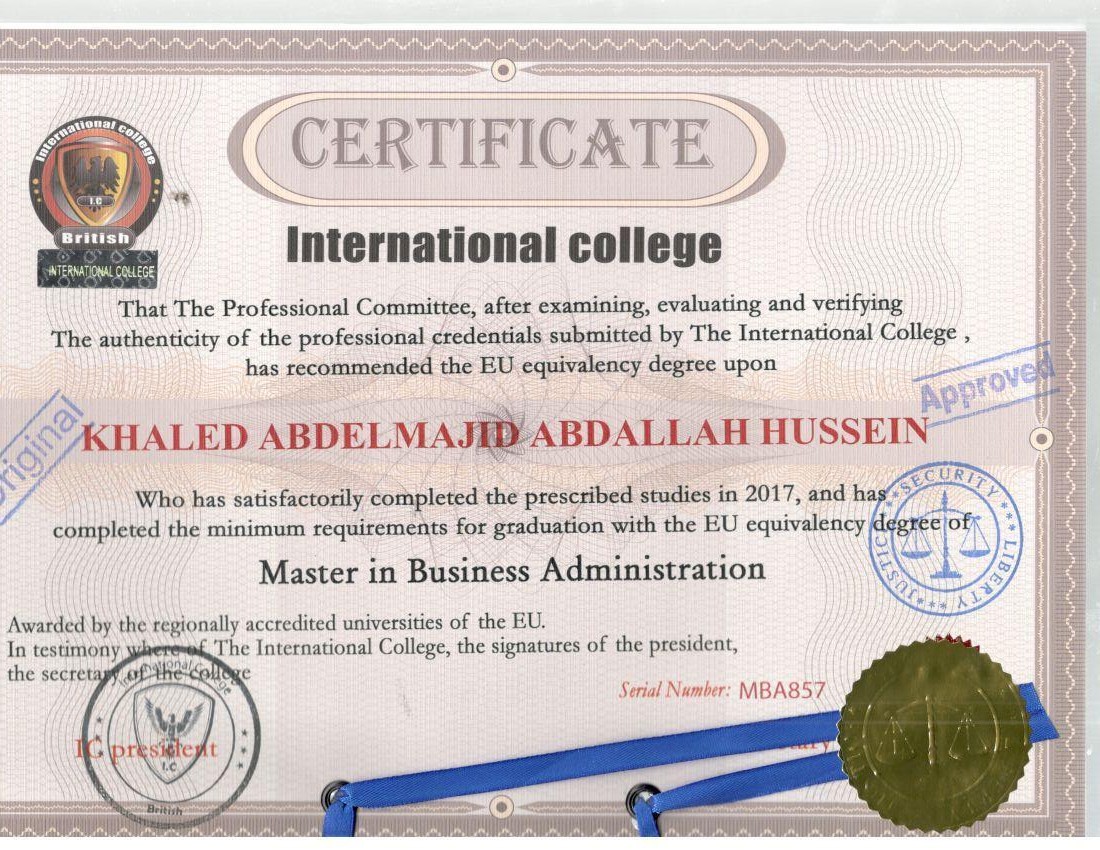 CERTIFICATE
International college
I.C
British
INTERNATIONAL COLLEGE
International college
That The Professional Committee, after examining, evaluating and verifying
The authenticity of the professional credentials submitted by The International College ,
has recommended the EU equivalency degree upon
Approved
KHALED ABDELMAJID ABDALLAH HUSSEIN
Who has satisfactorily completed the prescribed studies in 2017, and has
completed the minimum requirements for graduation with the EU equivalency degree of
SECURITY *** LIBERTY *** JUSTICE ***
Master in Business Administration
Awarded by the regionally accredited universities of the EU.
In testimony where of The International College, the signatures of the president,
the secretary of the college
Serial Number: MBA857
International College
IC president
I.C
British